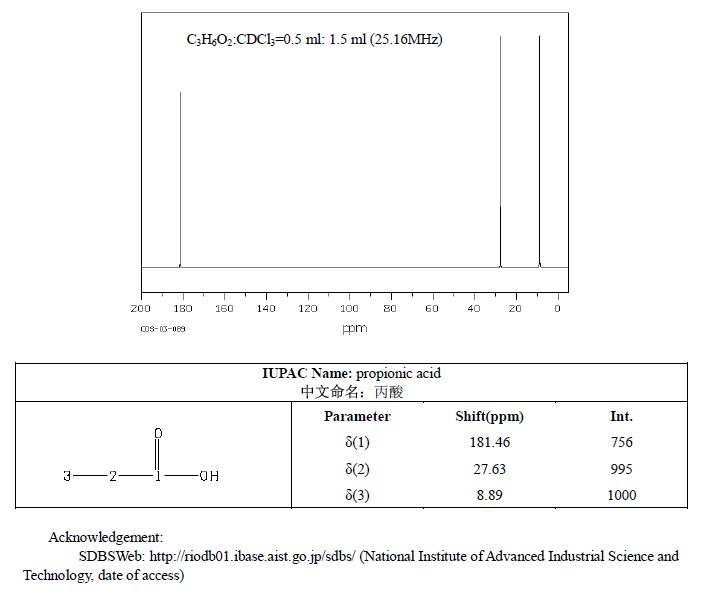 C₃H₆O₂:CDCl₃=0.5 ml: 1.5 ml (25.16MHz)
200 180 160 140 120 100 80 60 40 20 0
CDS-03-089
ppm
IUPAC Name: propionic acid
中文命名：丙酸
Parameter Shift(ppm) Int.
δ(1) 181.46 756
δ(2) 27.63 995
δ(3) 8.89 1000
O
3 2 1 OH
Acknowledgement:
SDBSWeb: http://riodb01.ibase.aist.go.jp/sdbs/ (National Institute of Advanced Industrial Science and
Technology, date of access)